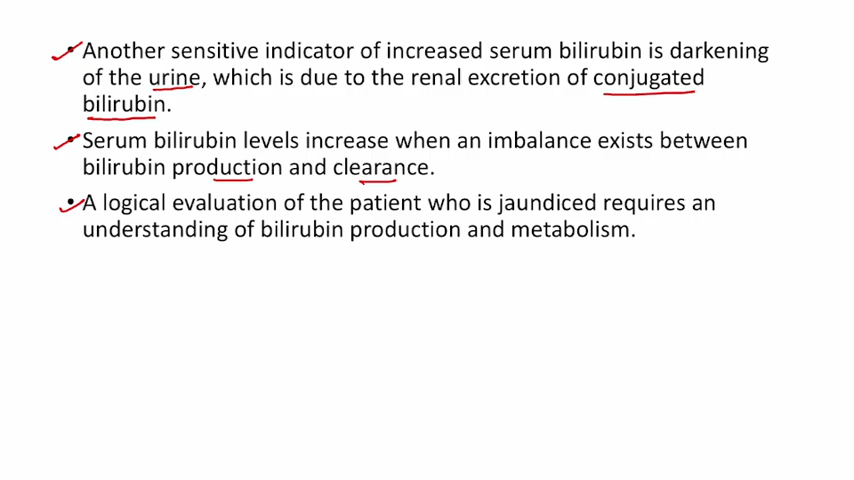 • Another sensitive indicator of increased serum bilirubin is darkening
of the urine, which is due to the renal excretion of conjugated
bilirubin.
• Serum bilirubin levels increase when an imbalance exists between
bilirubin production and clearance.
• A logical evaluation of the patient who is jaundiced requires an
understanding of bilirubin production and metabolism.